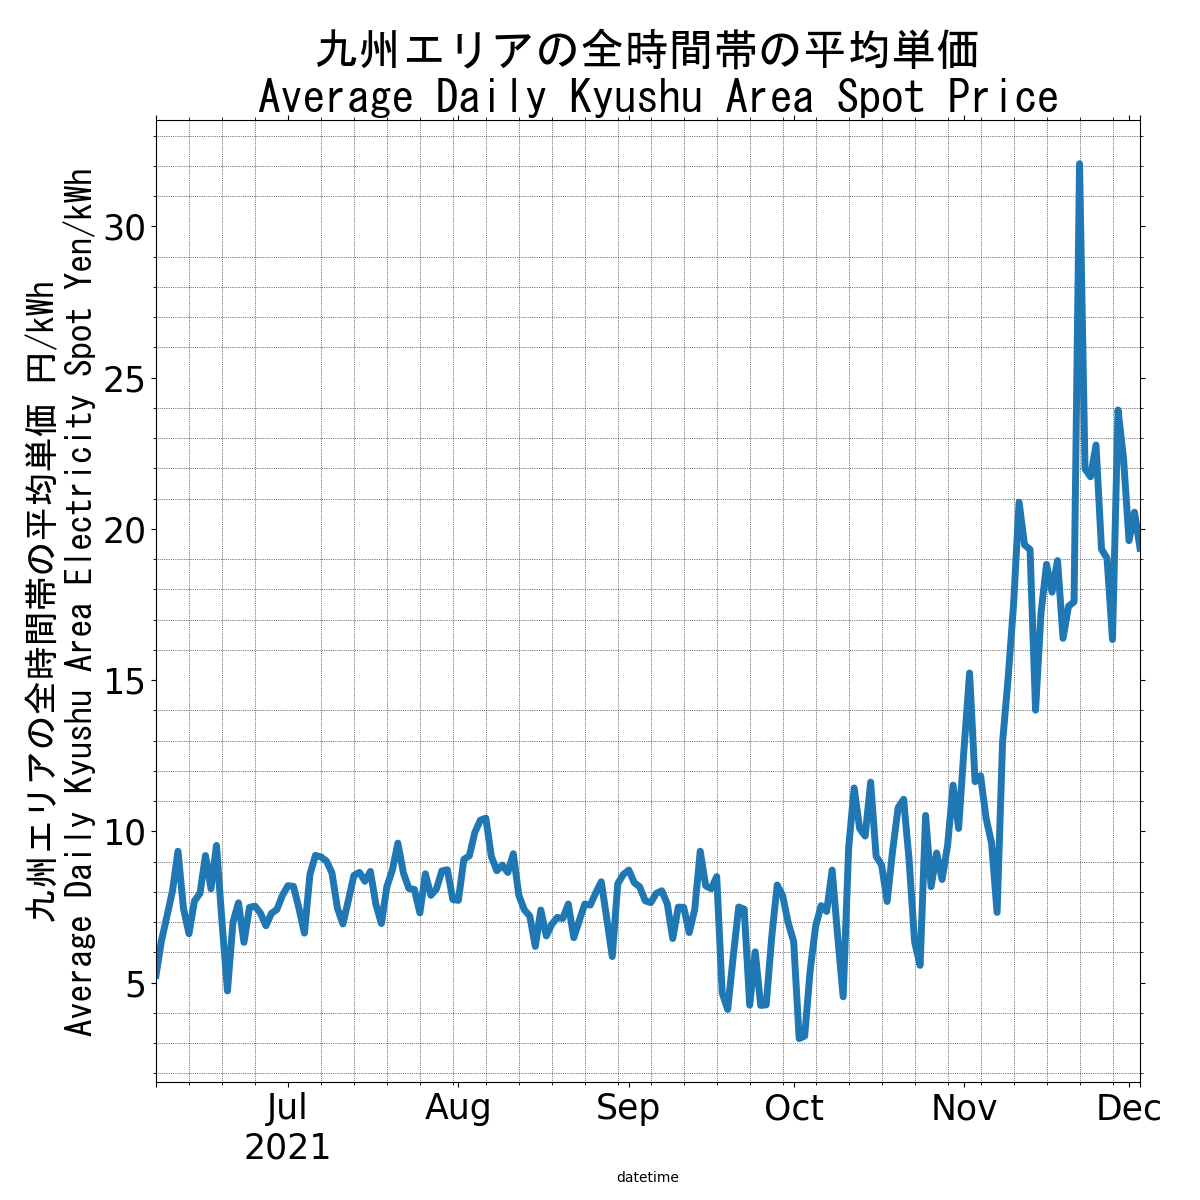 九州エリアの全時間帯の平均単価
Average Daily Kyushu Area Spot Price
九州エリアの全時間帯の平均単価 円/kWh
Average Daily Kyushu Area Electricity Spot Yen/kWh
30
25
20
15
10
5
Jul
2021
Aug
Sep
Oct
Nov
Dec
datetime